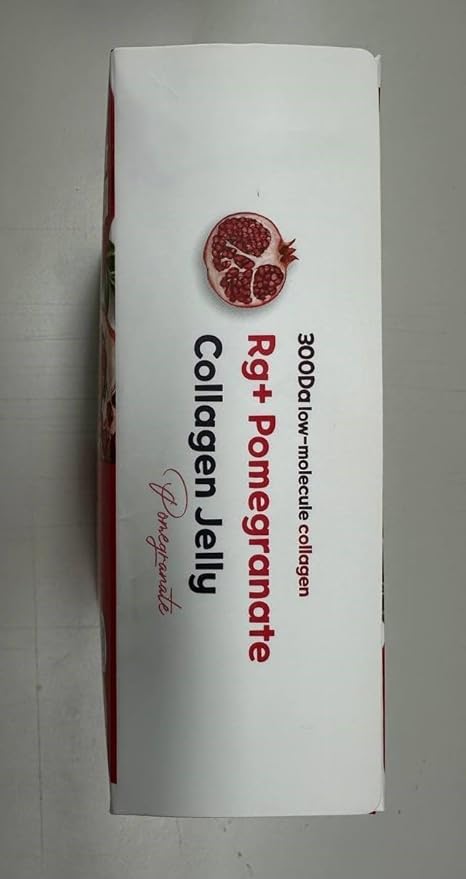 300Da low-molecule collagen
Rg+ Pomegranate
Collagen Jelly
Pomegranate